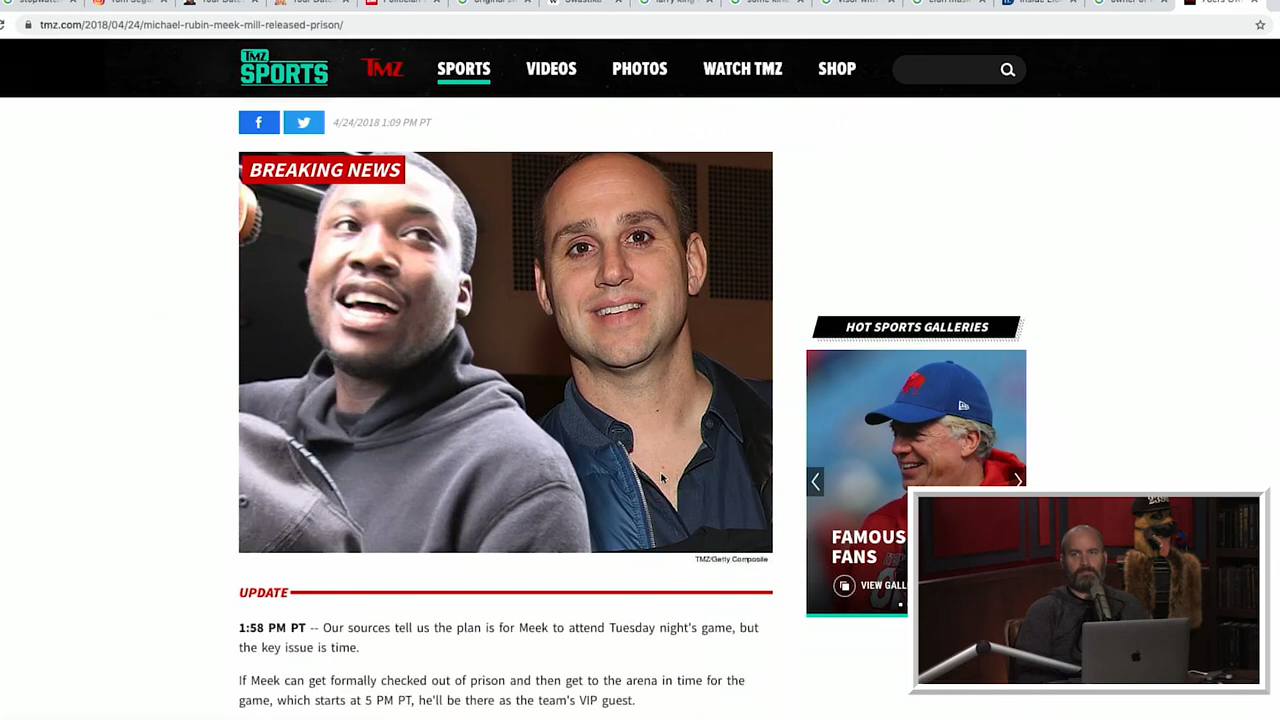 tmz.com/2018/04/24/michael-rubin-meek-mill-released-prison/
TMZ
SPORTS
TMZ
SPORTS
VIDEOS
PHOTOS
WATCH TMZ
SHOP
4/24/2018 1:09 PM PT
BREAKING NEWS
HOT SPORTS GALLERIES
FAMOUS
FANS
VIEW GALL
TMZ/Getty Composite
UPDATE
1:58 PM PT -- Our sources tell us the plan is for Meek to attend Tuesday night's game, but
the key issue is time.
If Meek can get formally checked out of prison and then get to the arena in time for the
game, which starts at 5 PM PT, he'll be there as the team's VIP guest.